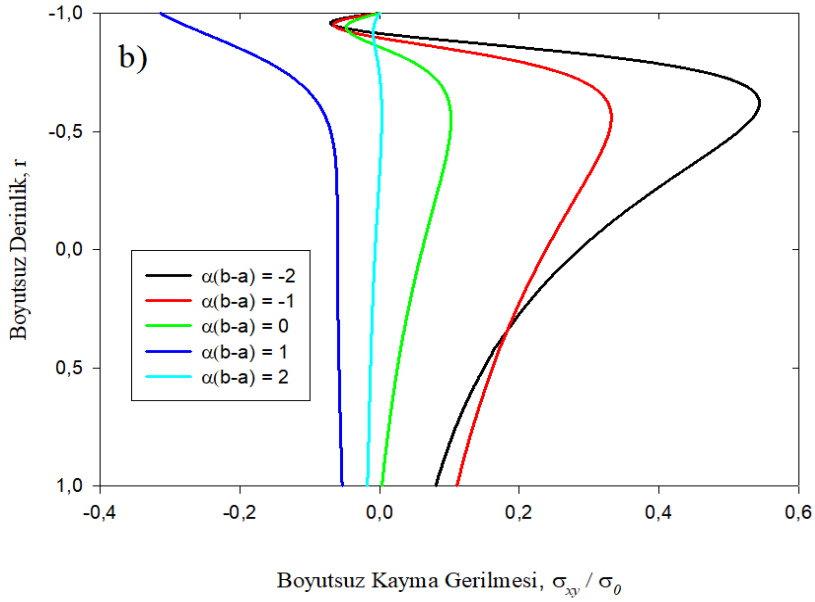 b)
-1,0
-0,5
0,0
0,5
1,0
Boyutsuz Derinlik, r
α(b-a) = -2
α(b-a) = -1
α(b-a) = 0
α(b-a) = 1
α(b-a) = 2
-0,4 -0,2 0,0 0,2 0,4 0,6
Boyutsuz Kayma Gerilmesi, σxy / σ0